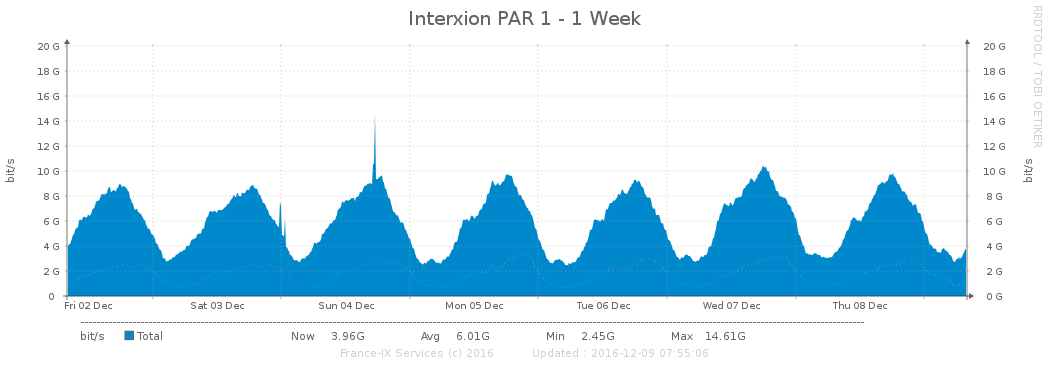 Interxion PAR 1 - 1 Week
RRDTOOL / TOBI OETIKER
20 G 20 G
18 G 18 G
16 G 16 G
14 G 14 G
12 G 12 G
10 G 10 G
8 G 8 G
6 G 6 G
4 G 4 G
2 G 2 G
0 0 G
bit/s
bit/s
Fri 02 Dec Sat 03 Dec Sun 04 Dec Mon 05 Dec Tue 06 Dec Wed 07 Dec Thu 08 Dec
bit/s Total Now 3.96G Avg 6.01G Min 2.45G Max 14.61G
France-IX Services (c) 2016 Updated : 2016-12-09 07:55:06